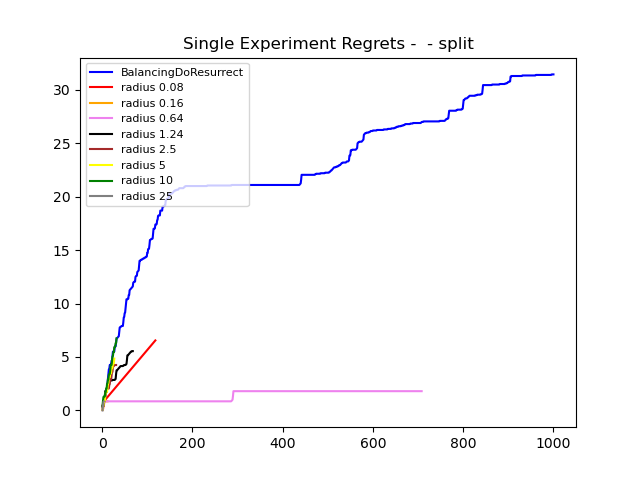 Single Experiment Regrets -  - split
BalancingDoResurrect
radius 0.08
radius 0.16
radius 0.64
radius 1.24
radius 2.5
radius 5
radius 10
radius 25
30
25
20
15
10
5
0
0 200 400 600 800 1000